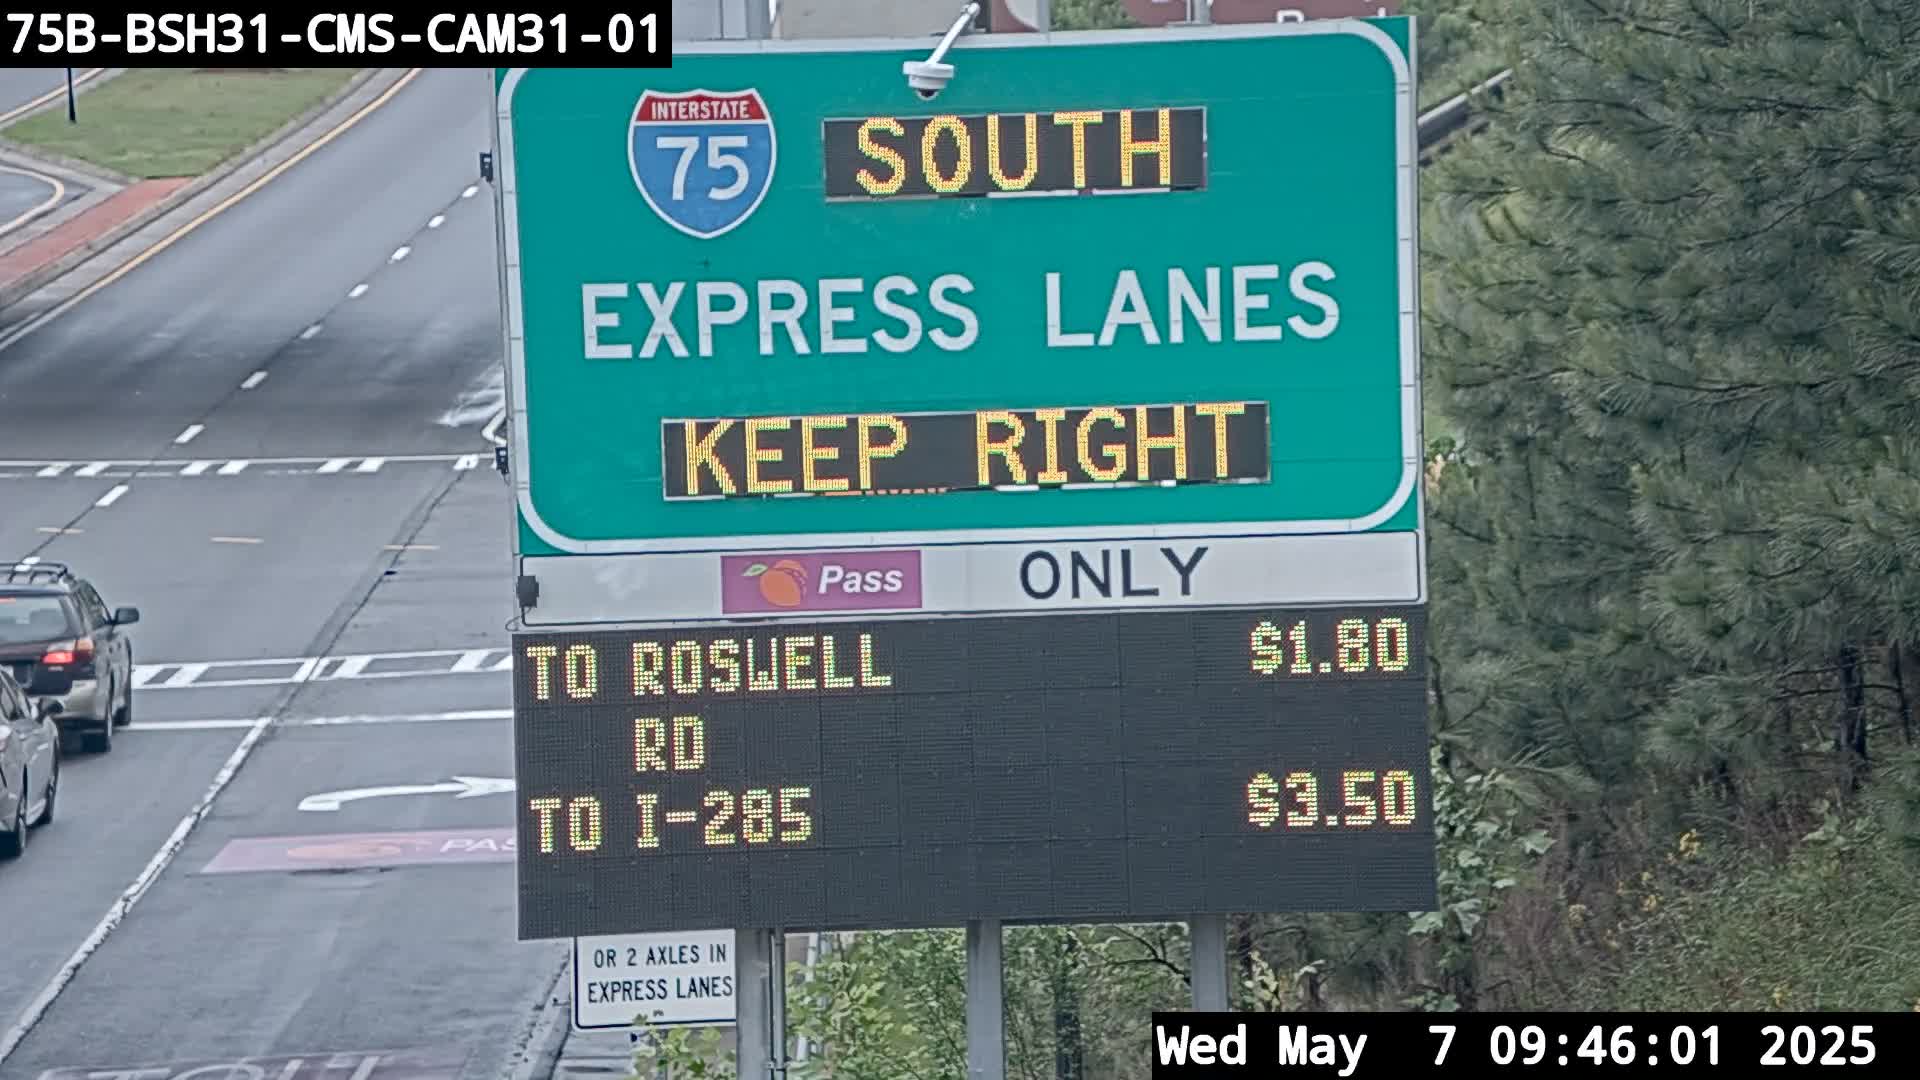 75B-BSH31-CMS-CAM31-01
INTERSTATE
75
SOUTH
EXPRESS LANES
KEEP RIGHT
Pass ONLY
TO ROSWELL $1.80
RD
TO I-285 $3.50
OR 2 AXLES IN
EXPRESS LANES
Wed May 7 09:46:01 2025